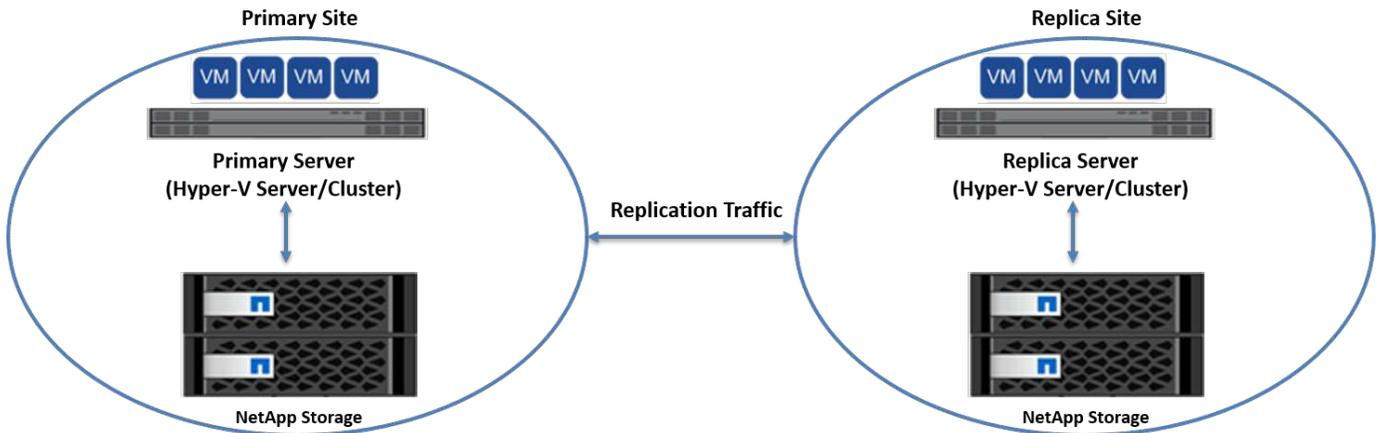 Primary Site
VM VM VM VM
Primary Server
(Hyper-V Server/Cluster)
NetApp Storage
Replication Traffic
Replica Site
VM VM VM VM
Replica Server
(Hyper-V Server/Cluster)
NetApp Storage